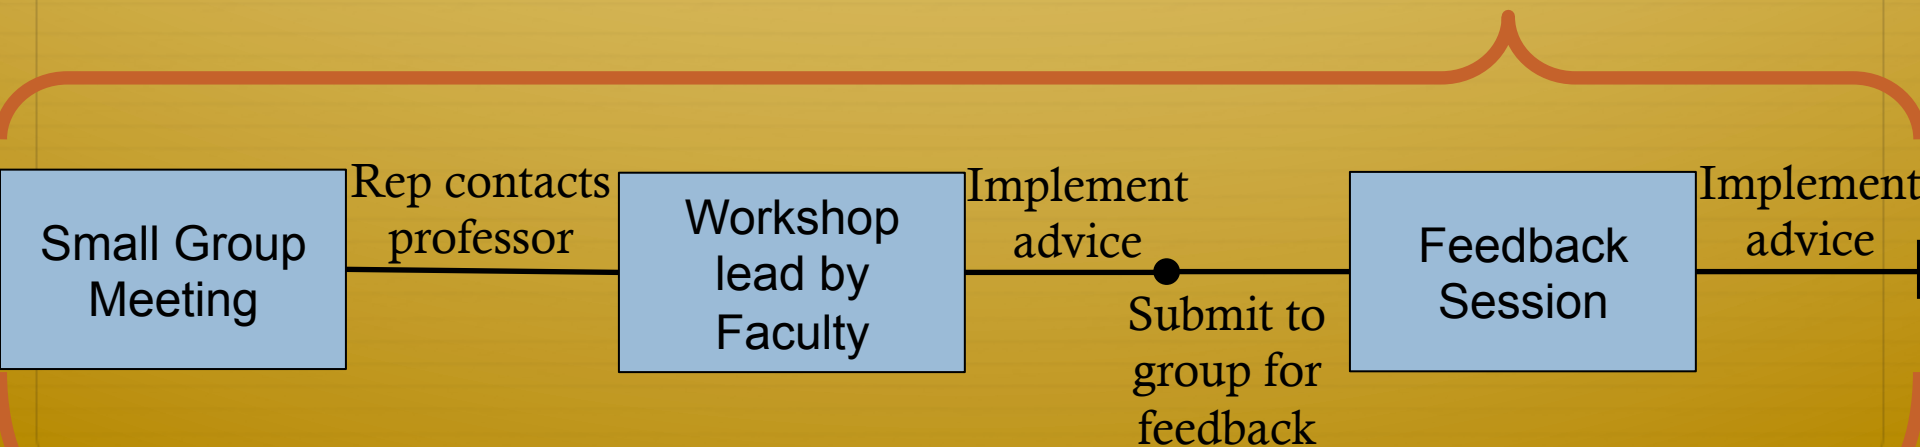 Small Group
Meeting
Rep contacts
professor
Workshop
lead by
Faculty
Implement
advice
Submit to
group for
feedback
Feedback
Session
Implement
advice